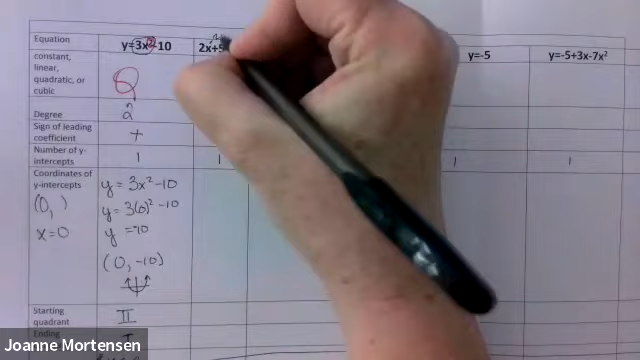 Equation y=3x²-10 2x+5 y=-5 y=-5+3x-7x²
constant,
linear,
quadratic, or
cubic Q
Degree 2
Sign of leading
coefficient +
Number of y-
intercepts 1 1 1 1
Coordinates of
y-intercepts y = 3x² -10
(0, ) y = 3(0)² -10
x = 0 y = -10
(0, -10)
Starting
quadrant II
Ending I
Joanne Mortensen